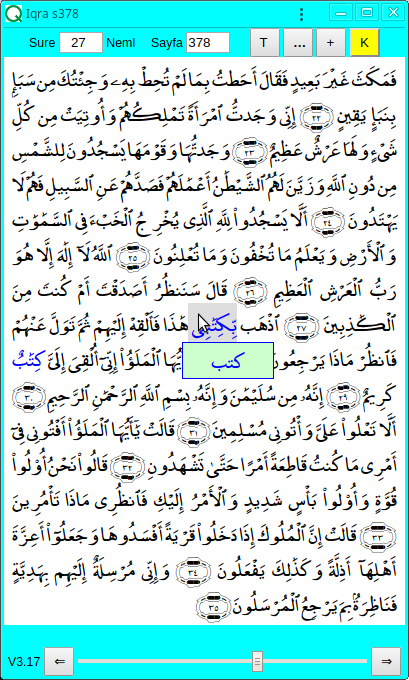 Iqra s378
Sure 27 Neml Sayfa 378 T ... + K
فَمَكَثَ غَيْرَ بَعِيدٍ فَقَالَ أَحَطتُ بِمَا لَمْ تُحِطْ بِهِۦ وَجِئْتُكَ مِن سَبَإٍ
بِنَبَإٍ يَقِينٍ ﴿٢٢﴾ إِنِّى وَجَدتُّ ٱمْرَأَةً تَمْلِكُهُمْ وَأُوتِيَتْ مِن كُلِّ
شَىْءٍ وَلَهَا عَرْشٌ عَظِيمٌ ﴿٢٣﴾ وَجَدتُّهَا وَقَوْمَهَا يَسْجُدُونَ لِلشَّمْسِ
مِن دُونِ ٱللَّهِ وَزَيَّنَ لَهُمُ ٱلشَّيْطَٰنُ أَعْمَٰلَهُمْ فَصَدَّهُمْ عَنِ ٱلسَّبِيلِ فَهُمْ لَا
يَهْتَدُونَ ﴿٢٤﴾ أَلَّا يَسْجُدُوا۟ لِلَّهِ ٱلَّذِى يُخْرِجُ ٱلْخَبْءَ فِى ٱلسَّمَٰوَٰتِ
وَٱلْأَرْضِ وَيَعْلَمُ مَا تُخْفُونَ وَمَا تُعْلِنُونَ ﴿٢٥﴾ ٱللَّهُ لَآ إِلَٰهَ إِلَّا هُوَ
رَبُّ ٱلْعَرْشِ ٱلْعَظِيمِ ﴿٢٦﴾ قَالَ سَنَنظُرُ أَصَدَقْتَ أَمْ كُنتَ مِنَ
ٱلْكَٰذِبِينَ ﴿٢٧﴾ ٱذْهَب بِّكِتَٰبِى هَٰذَا فَأَلْقِهْ إِلَيْهِمْ ثُمَّ تَوَلَّ عَنْهُمْ
فَٱنظُرْ مَاذَا يَرْجِعُونَ كتب يُّهَا ٱلْمَلَؤُا۟ إِنِّىٓ أُلْقِىَ إِلَىَّ كِتَٰبٌ
كَرِيمٌ ﴿٢٩﴾ إِنَّهُۥ مِن سُلَيْمَٰنَ وَإِنَّهُۥ بِسْمِ ٱللَّهِ ٱلرَّحْمَٰنِ ٱلرَّحِيمِ ﴿٣٠﴾
أَلَّا تَعْلُوا۟ عَلَىَّ وَأْتُونِى مُسْلِمِينَ ﴿٣١﴾ قَالَتْ يَٰٓأَيُّهَا ٱلْمَلَؤُا۟ أَفْتُونِى فِىٓ
أَمْرِى مَا كُنتُ قَاطِعَةً أَمْرًا حَتَّىٰ تَشْهَدُونِ ﴿٣٢﴾ قَالُوا۟ نَحْنُ أُو۟لُوا۟
قُوَّةٍ وَأُو۟لُوا۟ بَأْسٍ شَدِيدٍ وَٱلْأَمْرُ إِلَيْكِ فَٱنظُرِى مَاذَا تَأْمُرِينَ
﴿٣٣﴾ قَالَتْ إِنَّ ٱلْمُلُوكَ إِذَا دَخَلُوا۟ قَرْيَةً أَفْسَدُوهَا وَجَعَلُوٓا۟ أَعِزَّةَ
أَهْلِهَآ أَذِلَّةً وَكَذَٰلِكَ يَفْعَلُونَ ﴿٣٤﴾ وَإِنِّى مُرْسِلَةٌ إِلَيْهِم بِهَدِيَّةٍ
فَنَاظِرَةٌۢ بِمَ يَرْجِعُ ٱلْمُرْسَلُونَ ﴿٣٥﴾
V3.17 ⇐ ⇒